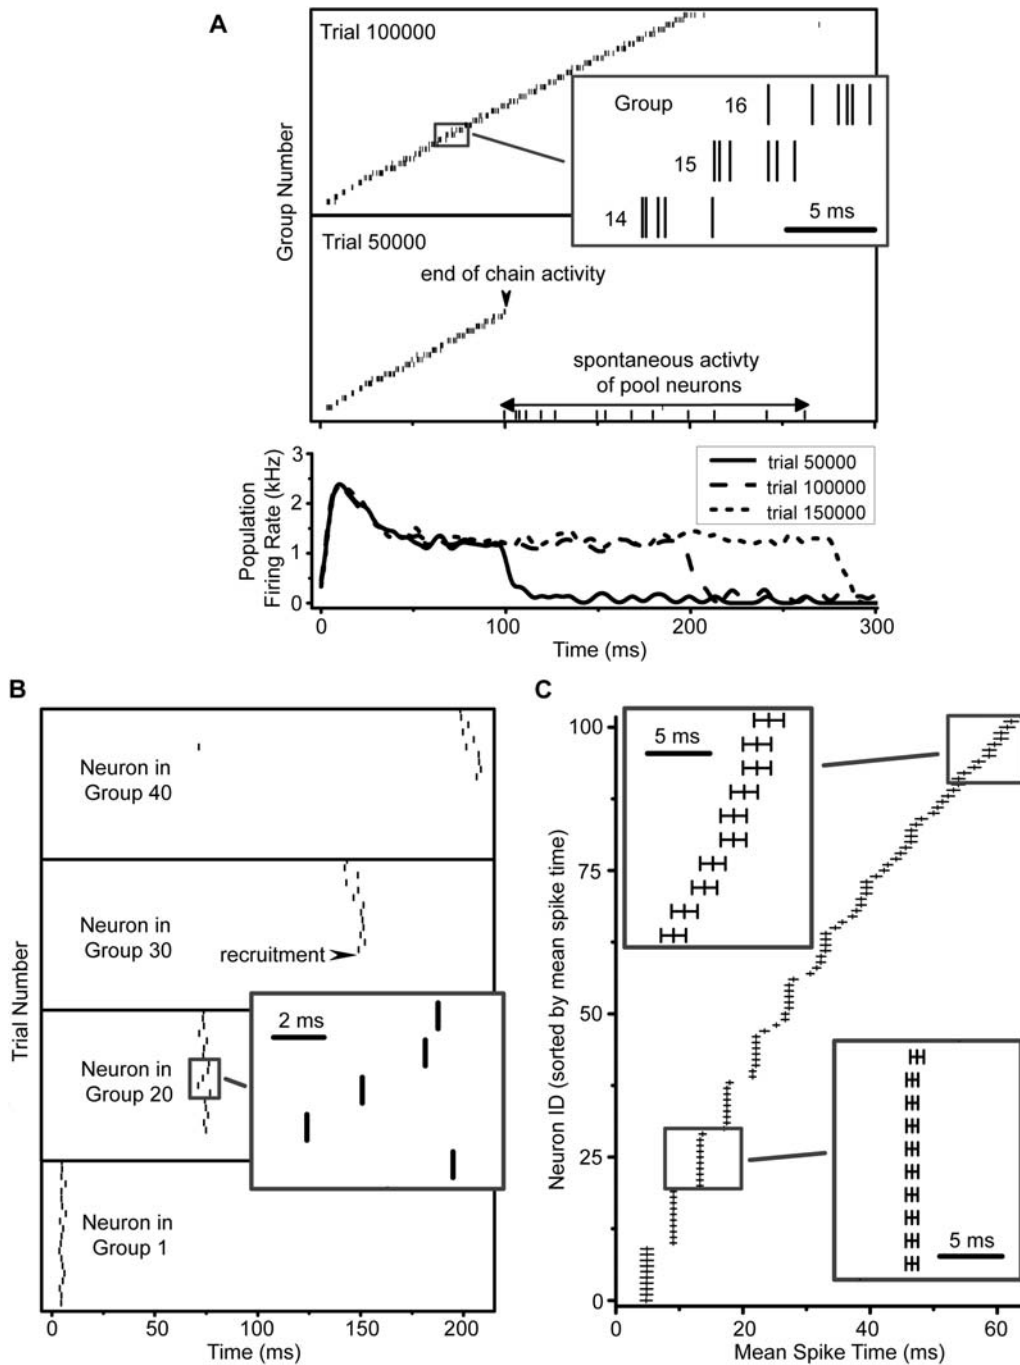 A
Trial 100000
Group
16
15
14
5 ms
Group Number
Trial 50000
end of chain activity
spontaneous activty
of pool neurons
3
2
1
0
Population
Firing Rate (kHz)
trial 50000
trial 100000
trial 150000
0
100
200
300
Time (ms)
B
Neuron in
Group 40
Neuron in
Group 30
recruitment
Neuron in
Group 20
2 ms
Neuron in
Group 1
Trial Number
0
50
100
150
200
Time (ms)
C
100
75
50
25
0
Neuron ID (sorted by mean spike time)
5 ms
5 ms
0
20
40
60
Mean Spike Time (ms)